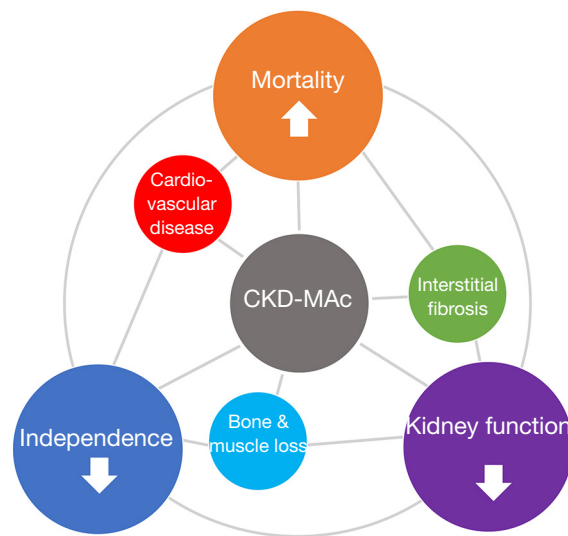 Mortality
Cardio-
vascular
disease
CKD-MAc
Interstitial
fibrosis
Independence
Bone &
muscle loss
Kidney function